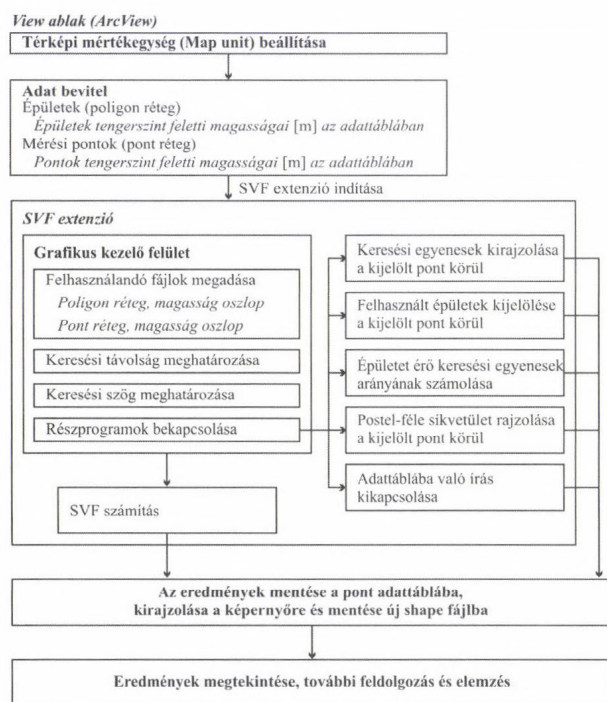 View ablak (ArcView)
Térképi mértékegység (Map unit) beállítása
Adat bevitel
Épületek (poligon réteg)
Épületek tengerszint feletti magasságai [m] az adattáblában
Mérési pontok (pont réteg)
Pontok tengerszint feletti magasságai [m] az adattáblában
SVF extenzió indítása
SVF extenzió
Grafikus kezelő felület
Felhasználandó fájlok megadása
Poligon réteg, magasság oszlop
Pont réteg, magasság oszlop
Keresési távolság meghatározása
Keresési szög meghatározása
Részprogramok bekapcsolása
SVF számítás
Keresési egyenesek kirajzolása
a kijelölt pont körül
Felhasznált épületek kijelölése
a kijelölt pont körül
Épületet érő keresési egyenesek
arányának számolása
Postel-féle síkvetület rajzolása
a kijelölt pont körül
Adattáblába való írás
kikapcsolása
Az eredmények mentése a pont adattáblába,
kirajzolása a képernyőre és mentése új shape fájlba
Eredmények megtekintése, további feldolgozás és elemzés